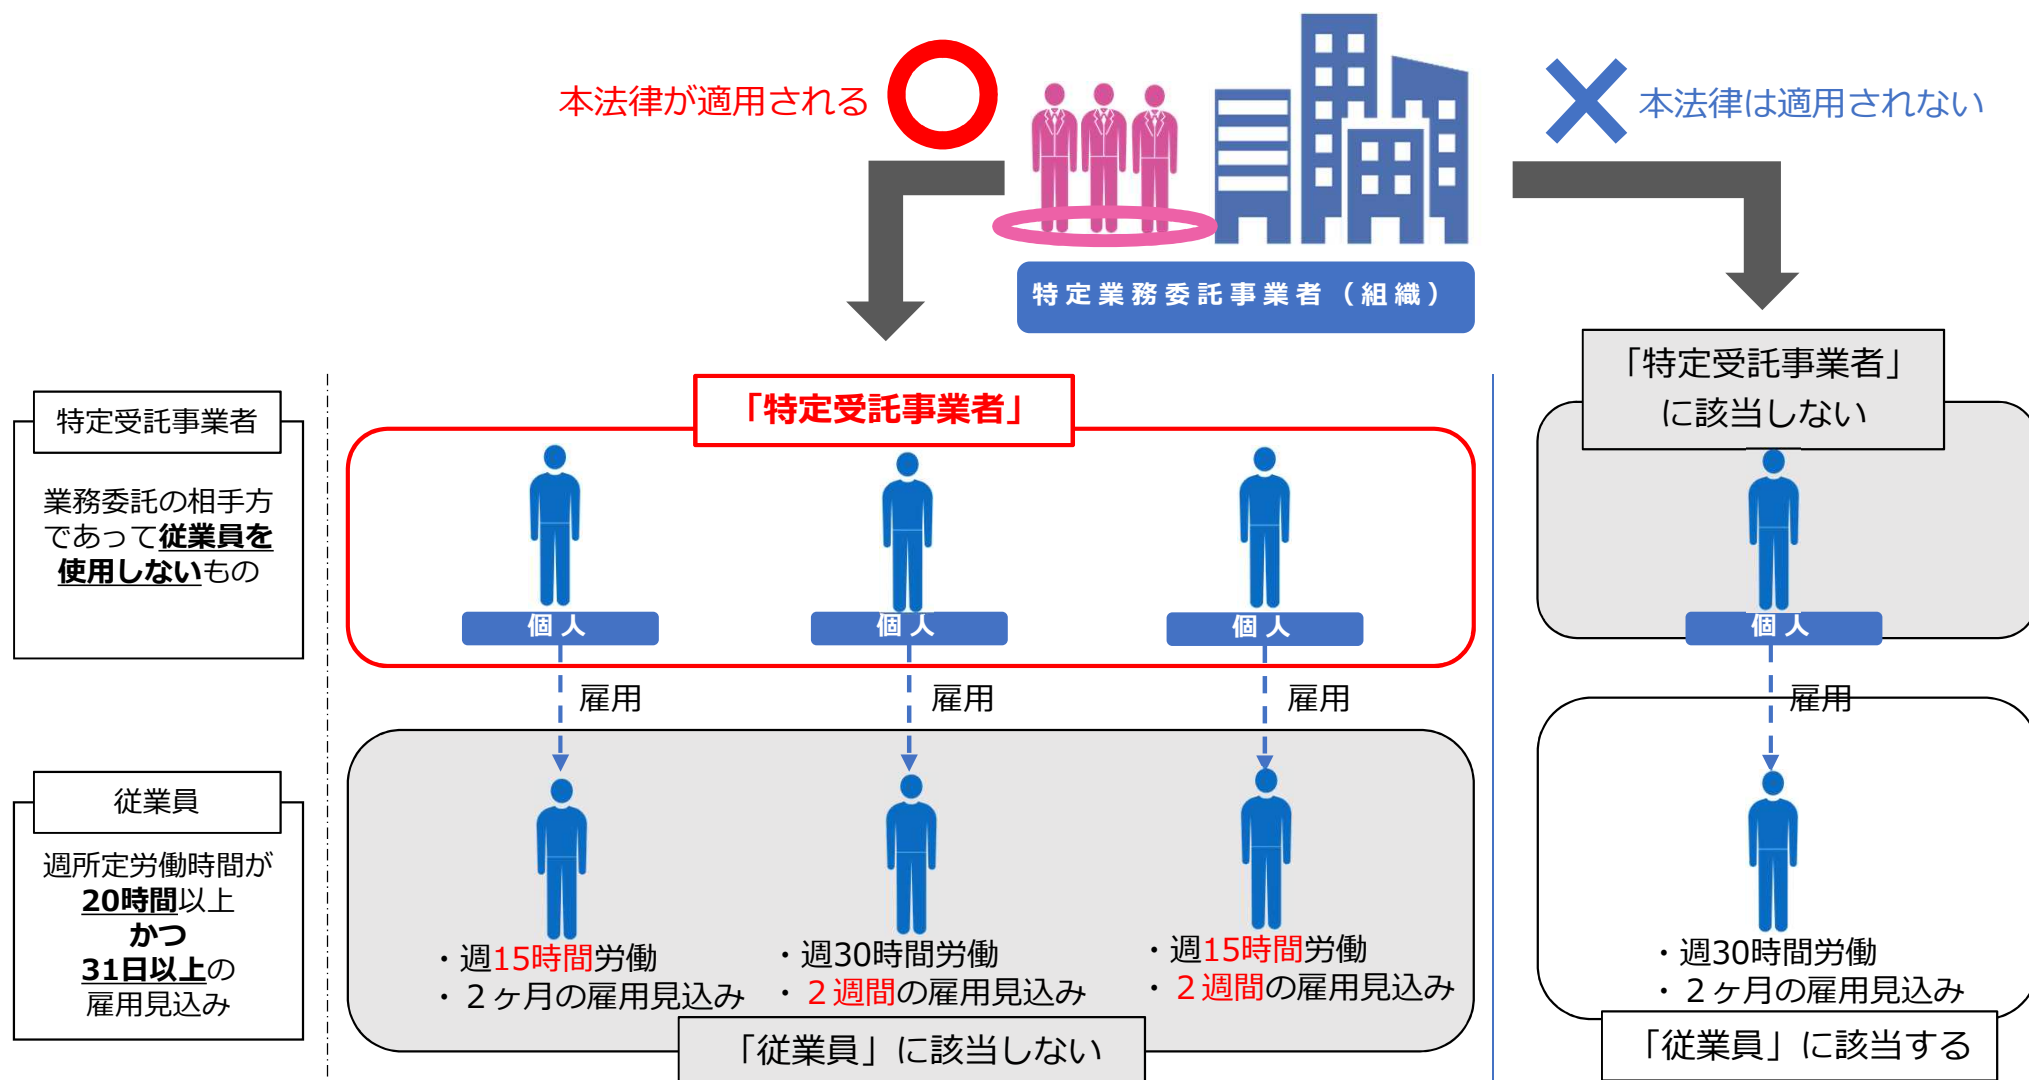 本法律が適用される
本法律は適用されない
特定業務委託事業者（組織）
特定受託事業者
業務委託の相手方
であって従業員を
使用しないもの
「特定受託事業者」
個人
個人
個人
「特定受託事業者」
に該当しない
個人
雇用
雇用
雇用
雇用
従業員
週所定労働時間が
20時間以上
かつ
31日以上の
雇用見込み
・週15時間労働
・２ヶ月の雇用見込み
・週30時間労働
・２週間の雇用見込み
・週15時間労働
・２週間の雇用見込み
「従業員」に該当しない
・週30時間労働
・２ヶ月の雇用見込み
「従業員」に該当する